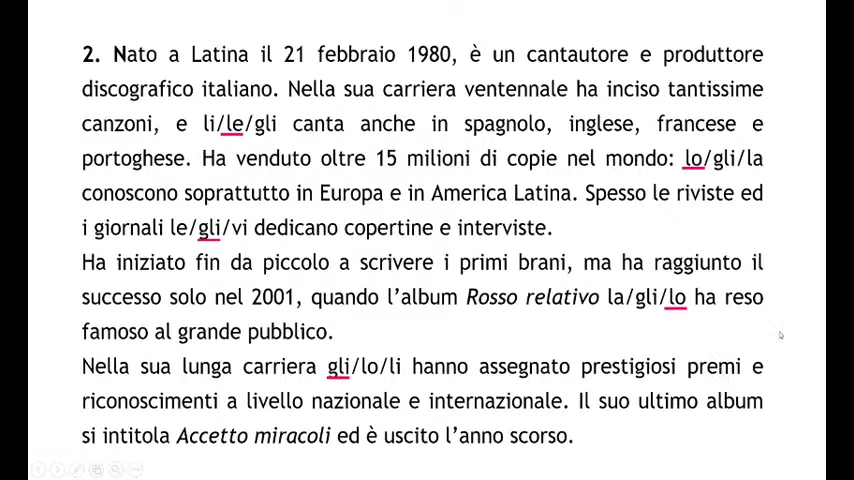 2. Nato a Latina il 21 febbraio 1980, è un cantautore e produttore
discografico italiano. Nella sua carriera ventennale ha inciso tantissime
canzoni, e li/le/gli canta anche in spagnolo, inglese, francese e
portoghese. Ha venduto oltre 15 milioni di copie nel mondo: lo/gli/la
conoscono soprattutto in Europa e in America Latina. Spesso le riviste ed
i giornali le/gli/vi dedicano copertine e interviste.
Ha iniziato fin da piccolo a scrivere i primi brani, ma ha raggiunto il
successo solo nel 2001, quando l’album Rosso relativo la/gli/lo ha reso
famoso al grande pubblico.
Nella sua lunga carriera gli/lo/li hanno assegnato prestigiosi premi e
riconoscimenti a livello nazionale e internazionale. Il suo ultimo album
si intitola Accetto miracoli ed è uscito l’anno scorso.